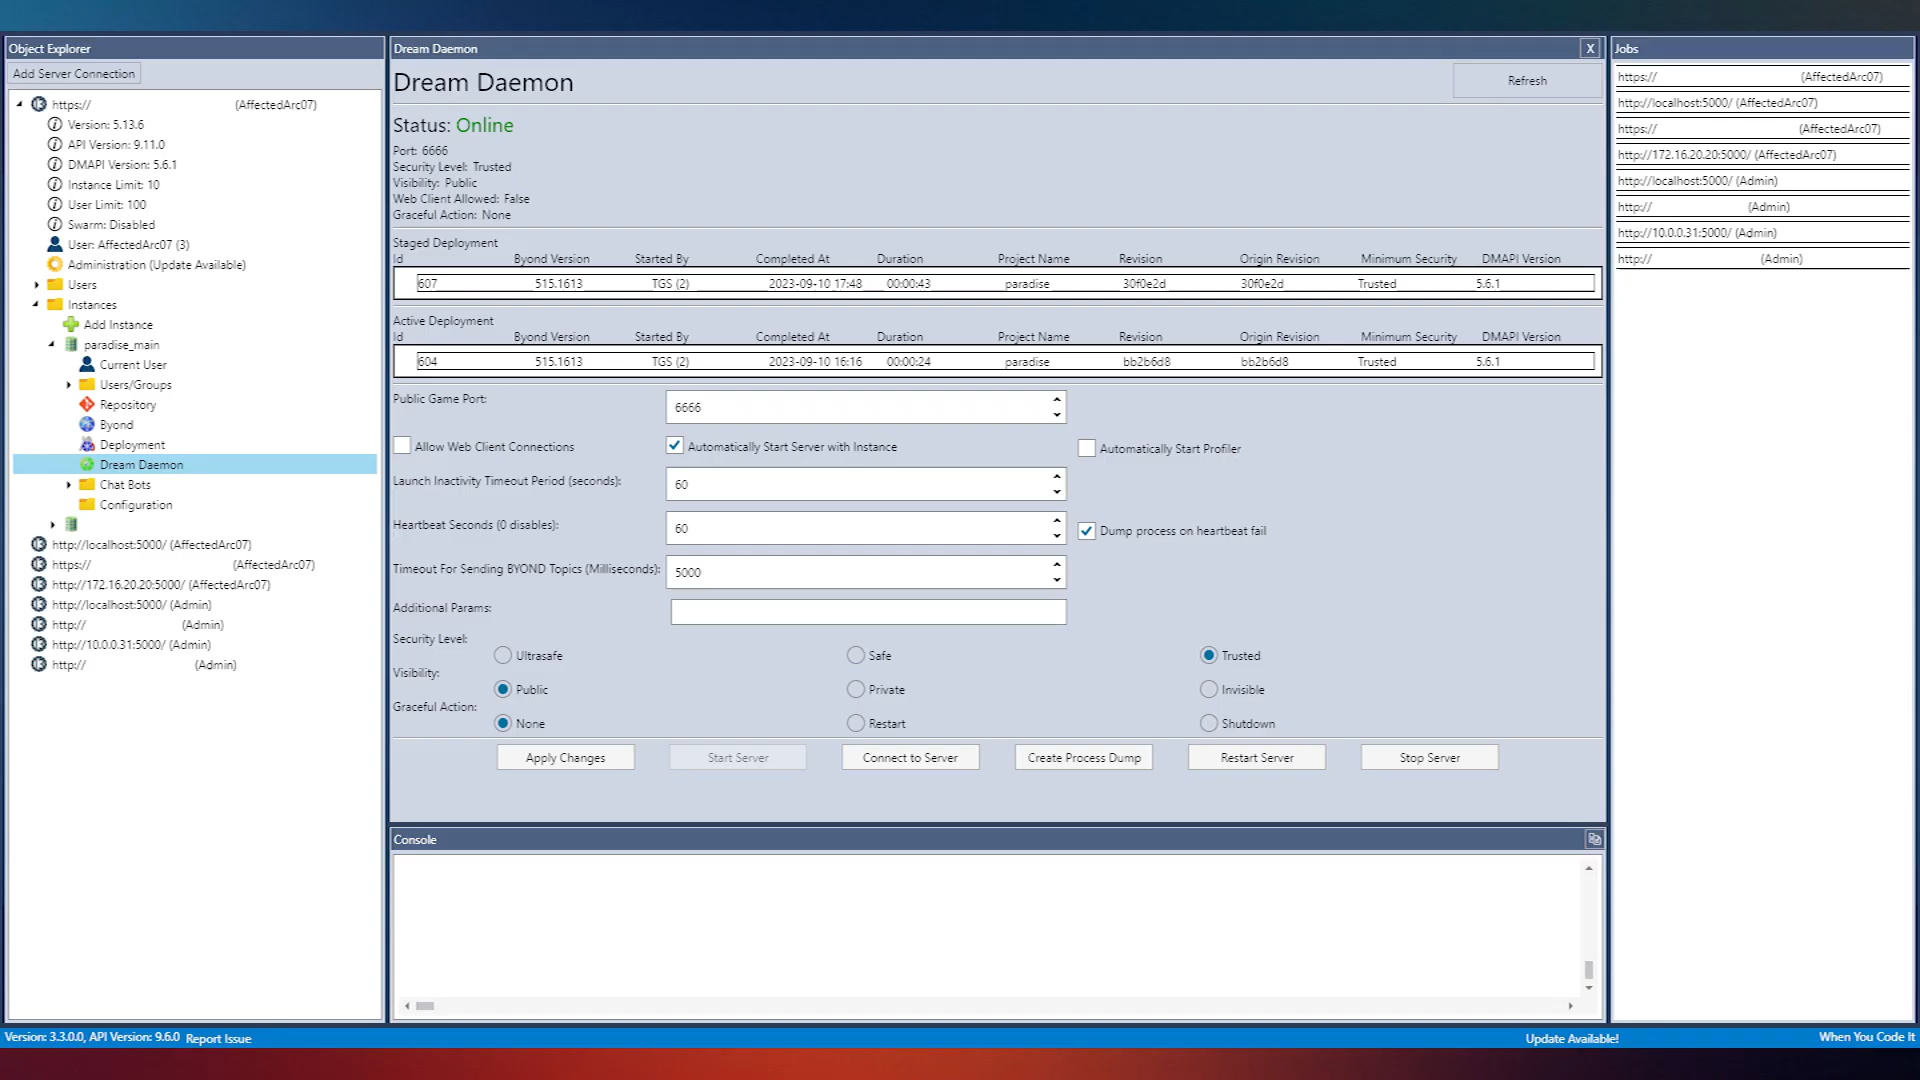 Object Explorer
Add Server Connection
https:// (AffectedArc07)
Version: 5.13.6
API Version: 9.11.0
DMAPI Version: 5.6.1
Instance Limit: 10
User Limit: 100
Swarm: Disabled
User: AffectedArc07 (3)
Administration (Update Available)
Users
Instances
Add Instance
paradise_main
Current User
Users/Groups
Repository
Byond
Deployment
Dream Daemon
Chat Bots
Configuration
http://localhost:5000/ (AffectedArc07)
https:// (AffectedArc07)
http://172.16.20.20:5000/ (AffectedArc07)
http://localhost:5000/ (Admin)
http:// (Admin)
http://10.0.0.31:5000/ (Admin)
http:// (Admin)
Dream Daemon X
Dream Daemon Refresh
Status: Online
Port: 6666
Security Level: Trusted
Visibility: Public
Web Client Allowed: False
Graceful Action: None
Staged Deployment
Id Byond Version Started By Completed At Duration Project Name Revision Origin Revision Minimum Security DMAPI Version
607 515.1613 TGS (2) 2023-09-10 17:48 00:00:43 paradise 30f0e2d 30f0e2d Trusted 5.6.1
Active Deployment
Id Byond Version Started By Completed At Duration Project Name Revision Origin Revision Minimum Security DMAPI Version
604 515.1613 TGS (2) 2023-09-10 16:16 00:00:24 paradise bb2b6d8 bb2b6d8 Trusted 5.6.1
Public Game Port: 6666
Allow Web Client Connections Automatically Start Server with Instance Automatically Start Profiler
Launch Inactivity Timeout Period (seconds): 60
Heartbeat Seconds (0 disables): 60 Dump process on heartbeat fail
Timeout For Sending BYOND Topics (Milliseconds): 5000
Additional Params:
Security Level:
Ultrasafe Safe Trusted
Visibility:
Public Private Invisible
Graceful Action:
None Restart Shutdown
Apply Changes Start Server Connect to Server Create Process Dump Restart Server Stop Server
Console
Jobs
https:// (AffectedArc07)
http://localhost:5000/ (AffectedArc07)
https:// (AffectedArc07)
http://172.16.20.20:5000/ (AffectedArc07)
http://localhost:5000/ (Admin)
http:// (Admin)
http://10.0.0.31:5000/ (Admin)
http:// (Admin)
Version: 3.3.0.0, API Version: 9.6.0 Report Issue Update Available! When You Code It